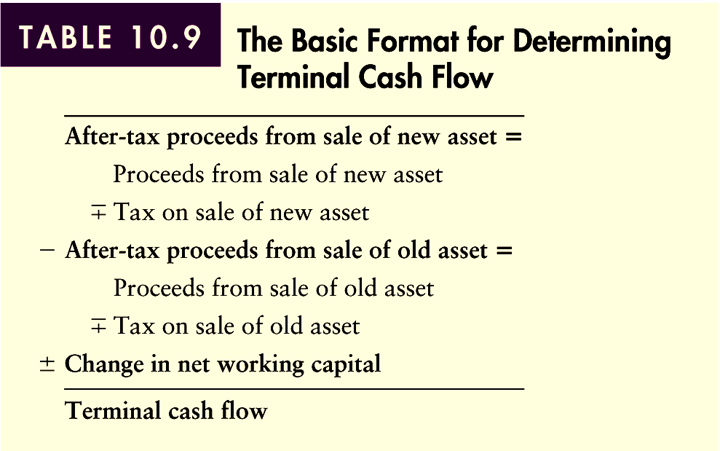 TABLE 10.9
The Basic Format for Determining
Terminal Cash Flow
After-tax proceeds from sale of new asset =
Proceeds from sale of new asset
∓ Tax on sale of new asset
− After-tax proceeds from sale of old asset =
Proceeds from sale of old asset
∓ Tax on sale of old asset
± Change in net working capital
Terminal cash flow